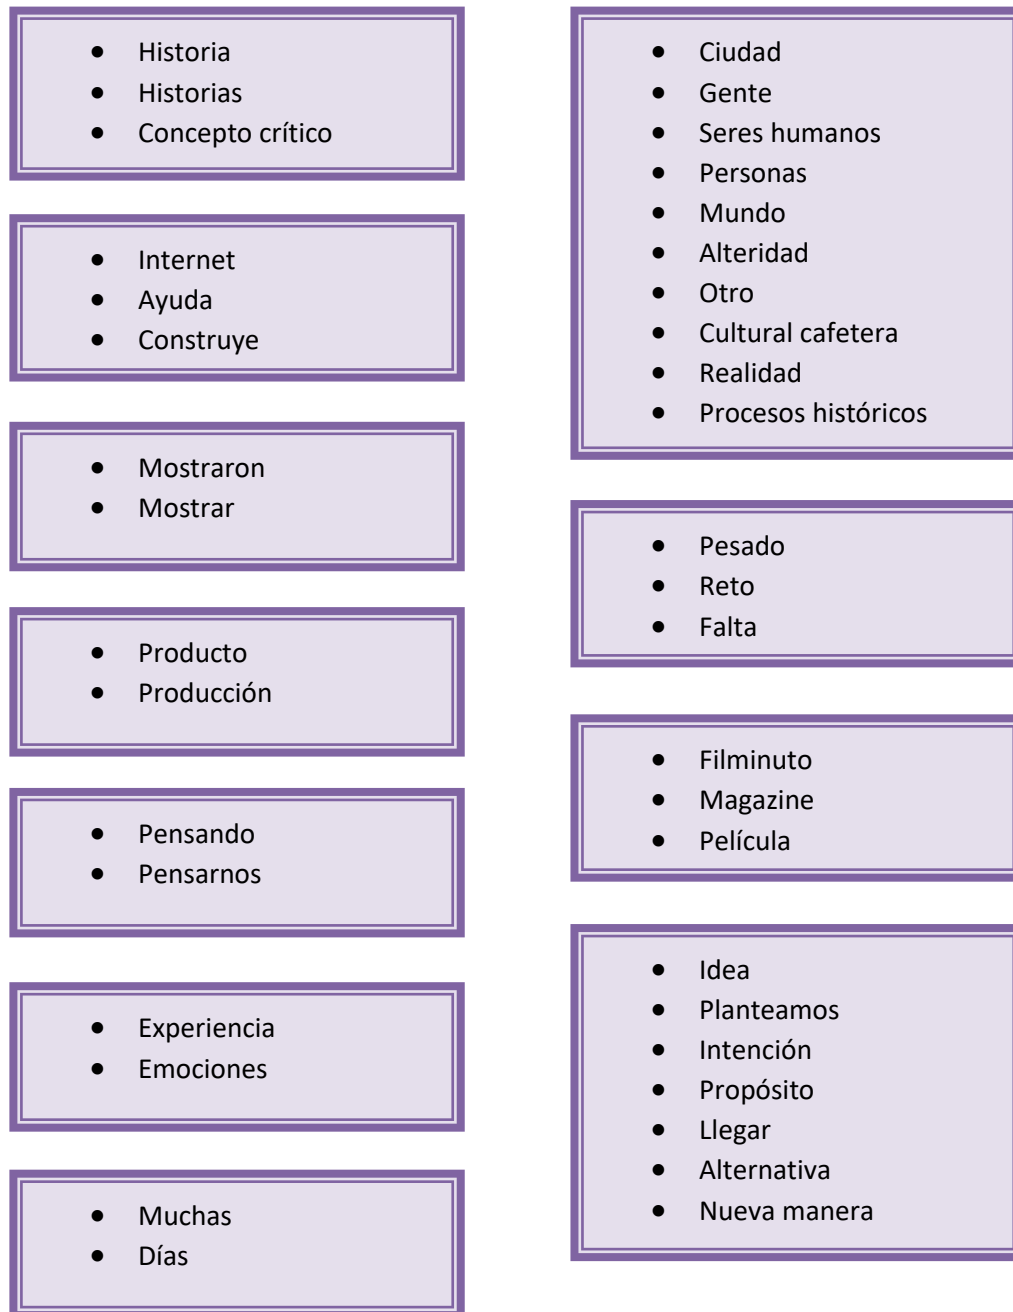 • Historia
• Historias
• Concepto crítico
• Internet
• Ayuda
• Construye
• Mostraron
• Mostrar
• Producto
• Producción
• Pensando
• Pensarnos
• Experiencia
• Emociones
• Muchas
• Días
• Ciudad
• Gente
• Seres humanos
• Personas
• Mundo
• Alteridad
• Otro
• Cultural cafetera
• Realidad
• Procesos históricos
• Pesado
• Reto
• Falta
• Filminuto
• Magazine
• Película
• Idea
• Planteamos
• Intención
• Propósito
• Llegar
• Alternativa
• Nueva manera